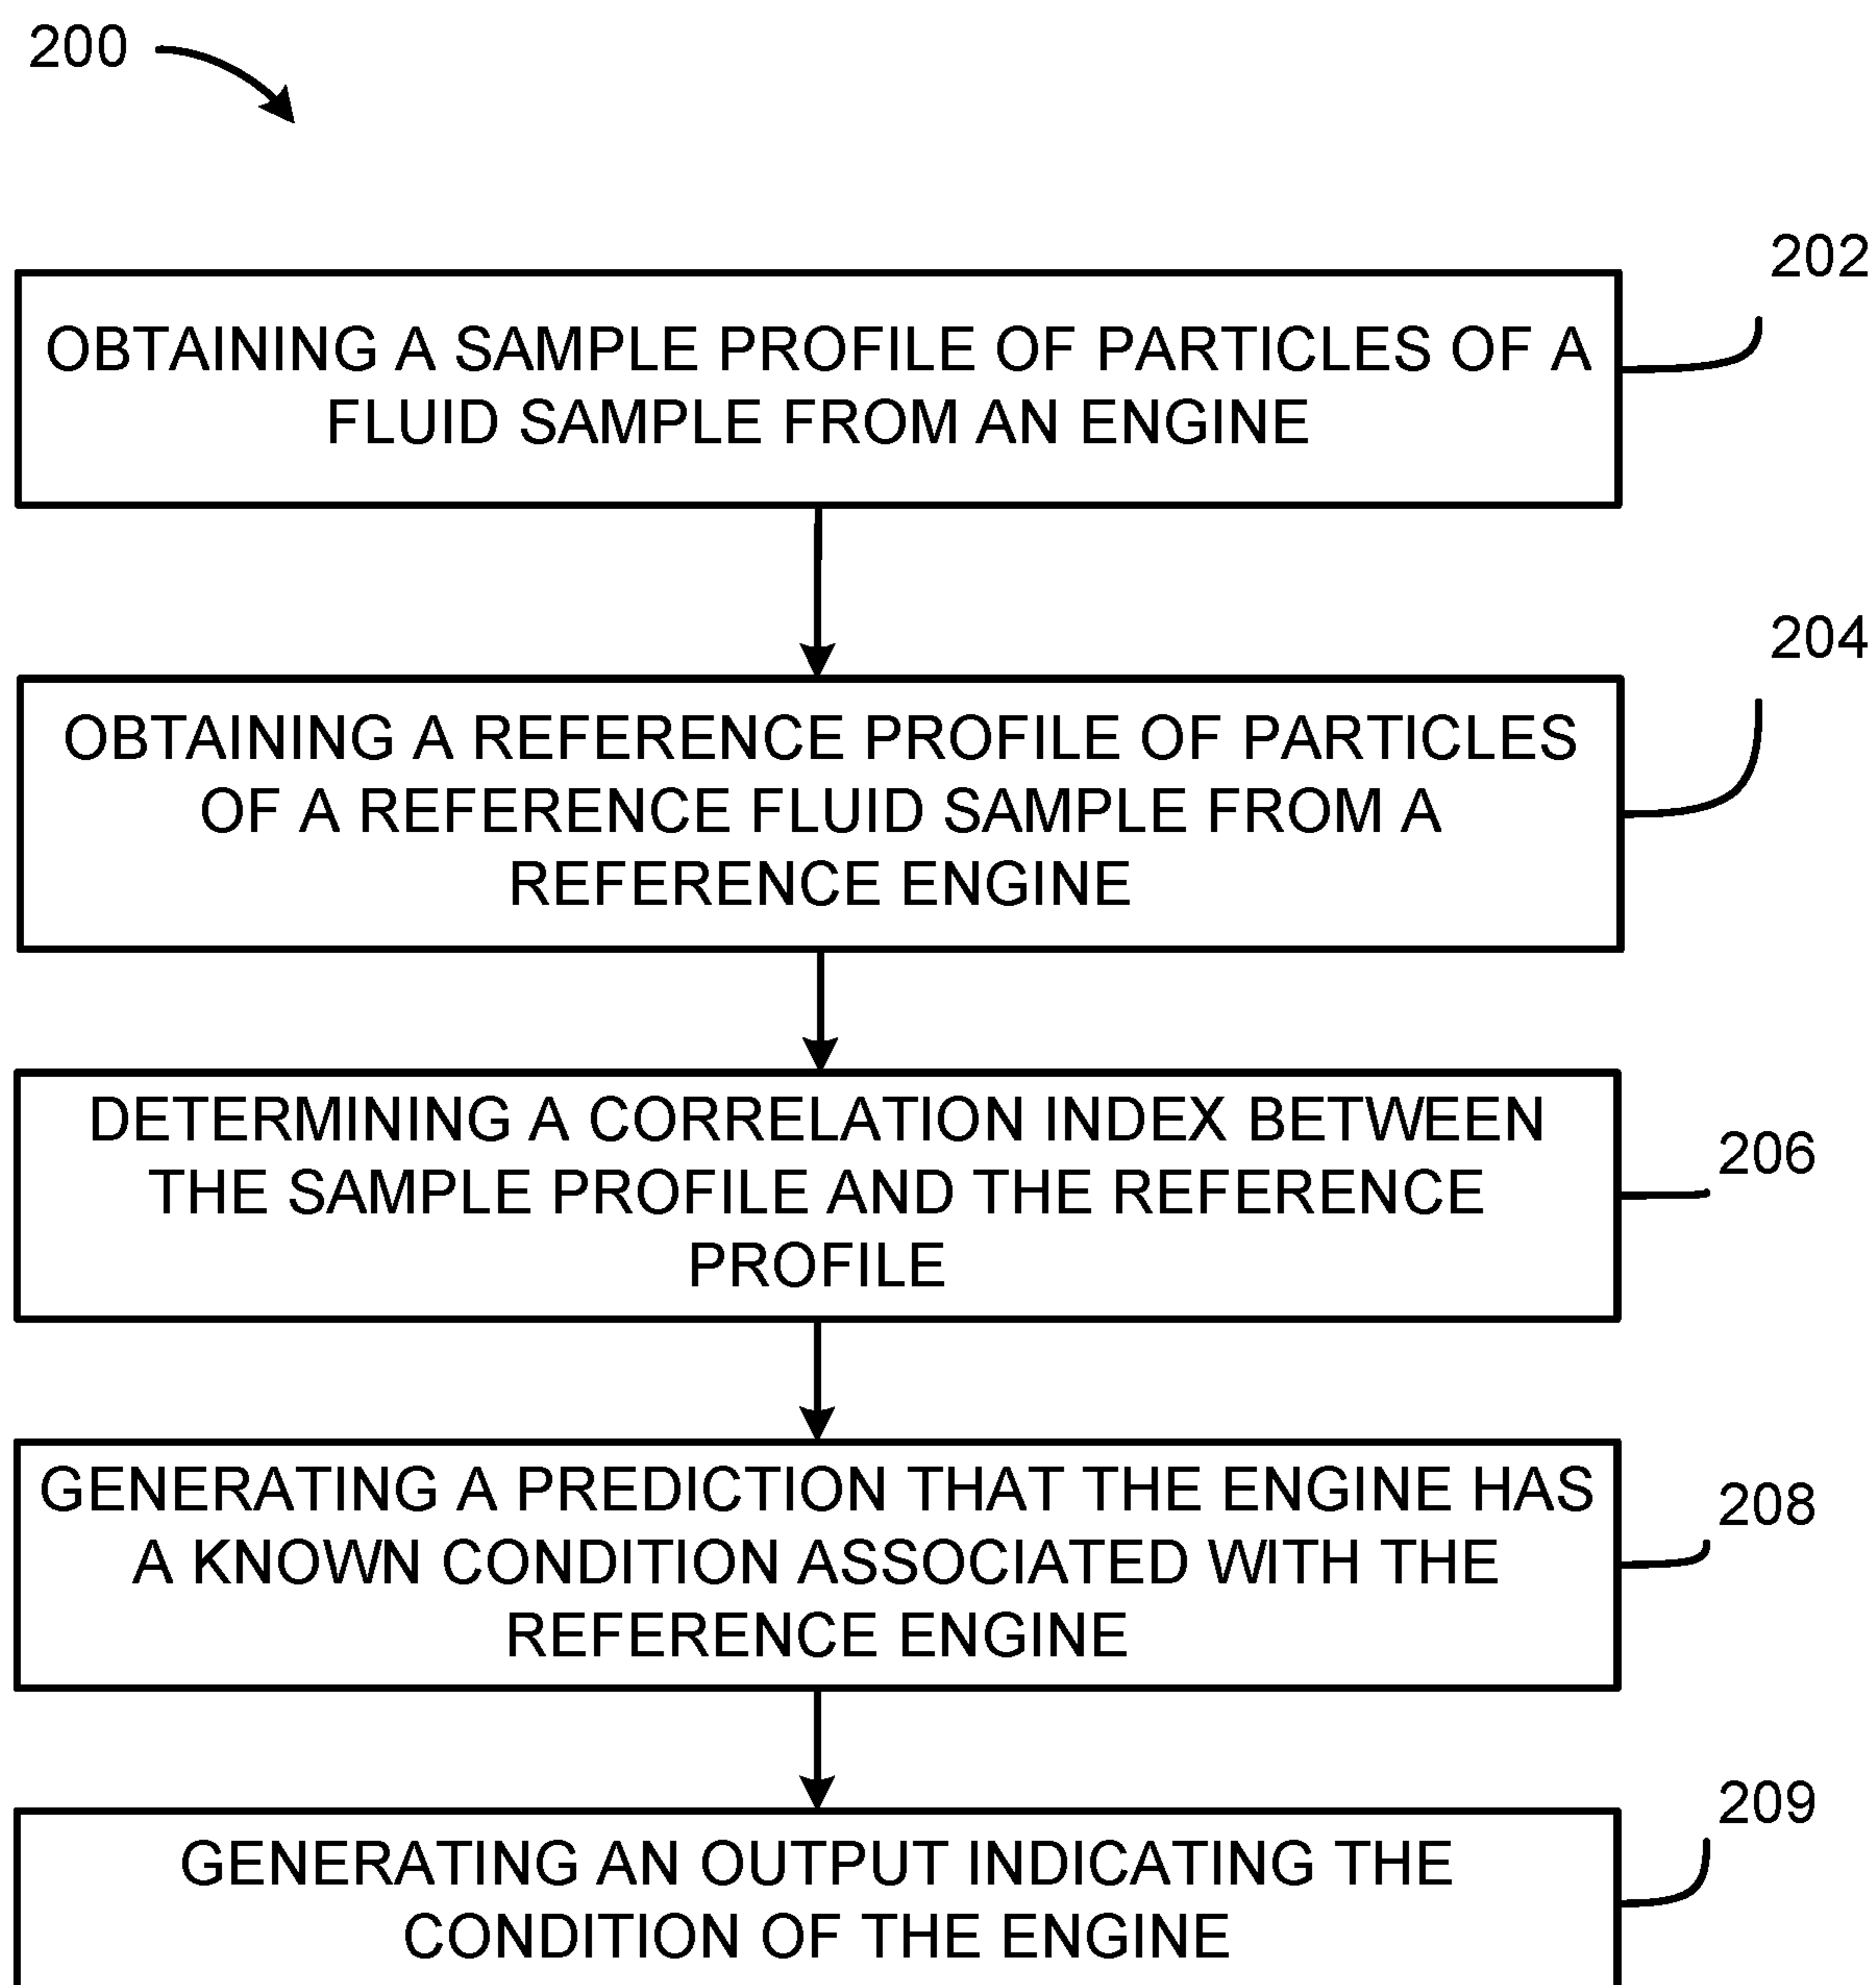 200
202
OBTAINING A SAMPLE PROFILE OF PARTICLES OF A
FLUID SAMPLE FROM AN ENGINE
204
OBTAINING A REFERENCE PROFILE OF PARTICLES
OF A REFERENCE FLUID SAMPLE FROM A
REFERENCE ENGINE
DETERMINING A CORRELATION INDEX BETWEEN
THE SAMPLE PROFILE AND THE REFERENCE
PROFILE
206
GENERATING A PREDICTION THAT THE ENGINE HAS
A KNOWN CONDITION ASSOCIATED WITH THE
REFERENCE ENGINE
208
209
GENERATING AN OUTPUT INDICATING THE
CONDITION OF THE ENGINE